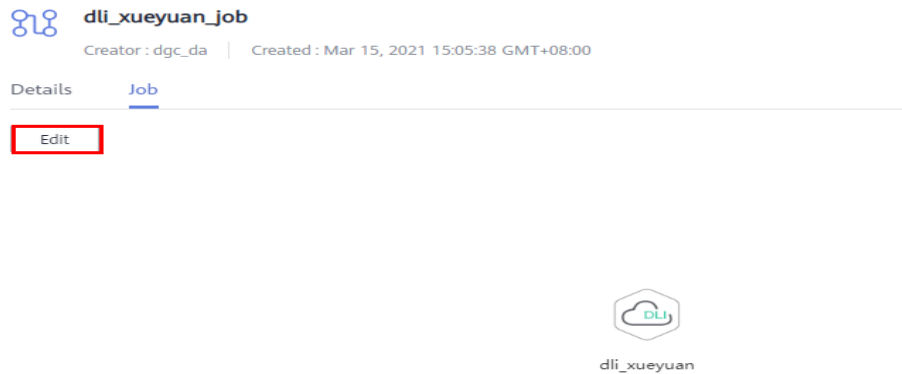 dli_xueyuan_job
Creator : dgc_da | Created : Mar 15, 2021 15:05:38 GMT+08:00
Details Job
Edit
DLI
dli_xueyuan